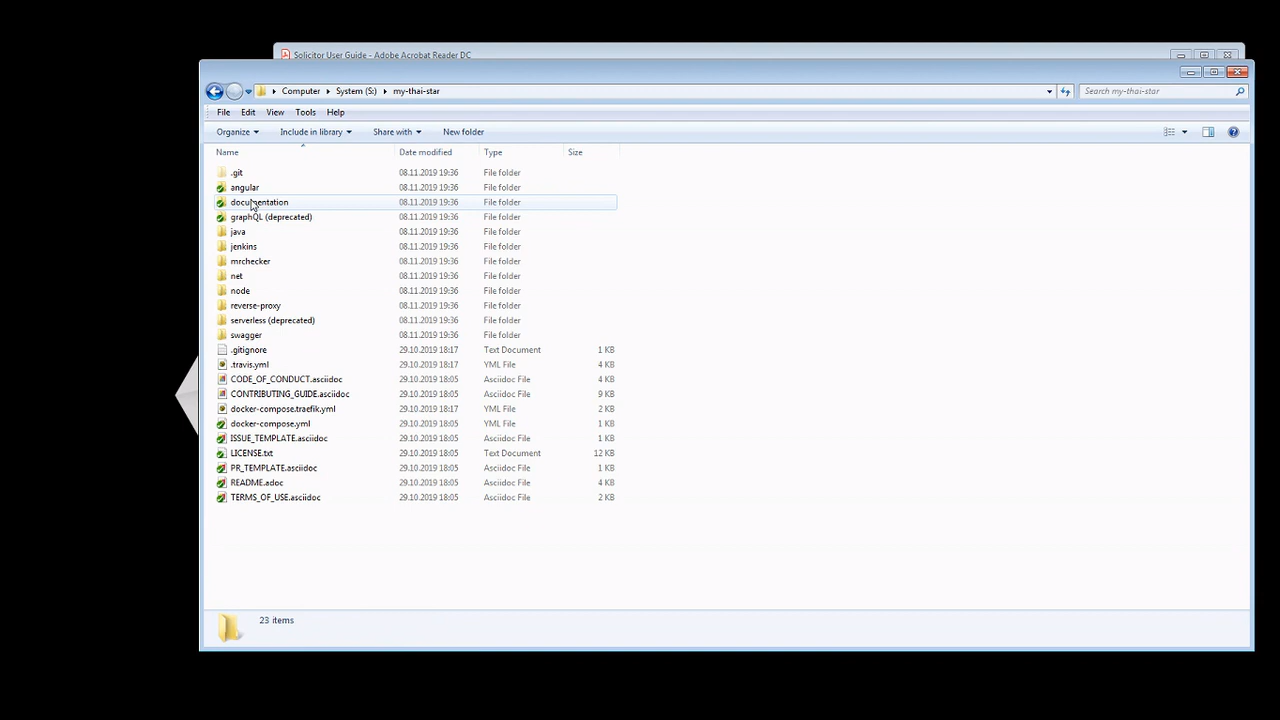 Solicitor User Guide - Adobe Acrobat Reader DC
Computer System (S:) my-thai-star
Search my-thai-star
File Edit View Tools Help
Organize Include in library Share with New folder
Name Date modified Type Size
.git 08.11.2019 19:36 File folder
angular 08.11.2019 19:36 File folder
documentation 08.11.2019 19:36 File folder
graphQL (deprecated) 08.11.2019 19:36 File folder
java 08.11.2019 19:36 File folder
jenkins 08.11.2019 19:36 File folder
mrchecker 08.11.2019 19:36 File folder
net 08.11.2019 19:36 File folder
node 08.11.2019 19:36 File folder
reverse-proxy 08.11.2019 19:36 File folder
serverless (deprecated) 08.11.2019 19:36 File folder
swagger 08.11.2019 19:36 File folder
.gitignore 29.10.2019 18:17 Text Document 1 KB
.travis.yml 29.10.2019 18:17 YML File 4 KB
CODE_OF_CONDUCT.asciidoc 29.10.2019 18:05 Asciidoc File 4 KB
CONTRIBUTING_GUIDE.asciidoc 29.10.2019 18:05 Asciidoc File 9 KB
docker-compose.traefik.yml 29.10.2019 18:17 YML File 2 KB
docker-compose.yml 29.10.2019 18:05 YML File 1 KB
ISSUE_TEMPLATE.asciidoc 29.10.2019 18:05 Asciidoc File 1 KB
LICENSE.txt 29.10.2019 18:05 Text Document 12 KB
PR_TEMPLATE.asciidoc 29.10.2019 18:05 Asciidoc File 1 KB
README.adoc 29.10.2019 18:05 Asciidoc File 4 KB
TERMS_OF_USE.asciidoc 29.10.2019 18:05 Asciidoc File 2 KB
23 items